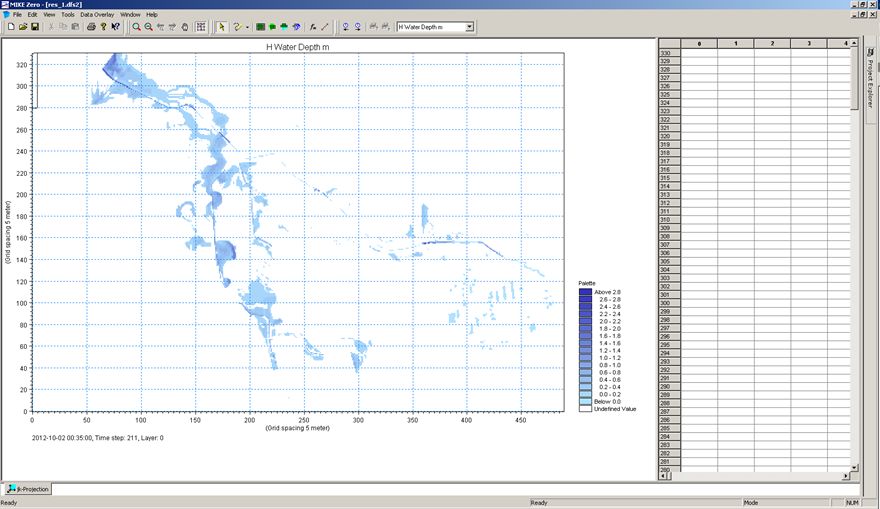 MIKE Zero - [res_1.dfs2]
File Edit View Tools Data Overlay Window Help
H Water Depth m
H Water Depth m
320
300
280
260
240
220
200
180
160
140
120
100
80
60
40
20
0
(Grid spacing 5 meter)
0 50 100 150 200 250 300 350 400 450
(Grid spacing 5 meter)
2012-10-02 00:35:00, Time step: 211, Layer: 0
Palette
Above 2.8
2.6 - 2.8
2.4 - 2.6
2.2 - 2.4
2.0 - 2.2
1.8 - 2.0
1.6 - 1.8
1.4 - 1.6
1.2 - 1.4
1.0 - 1.2
0.8 - 1.0
0.6 - 0.8
0.4 - 0.6
0.2 - 0.4
0.0 - 0.2
Below 0.0
Undefined Value
0 1 2 3 4
330
329
328
327
326
325
324
323
322
321
320
319
318
317
316
315
314
313
312
311
310
309
308
307
306
305
304
303
302
301
300
299
298
297
296
295
294
293
292
291
290
289
288
287
286
285
284
283
282
281
280
Project Explorer
jk-Projection
Ready Ready Mode NUM